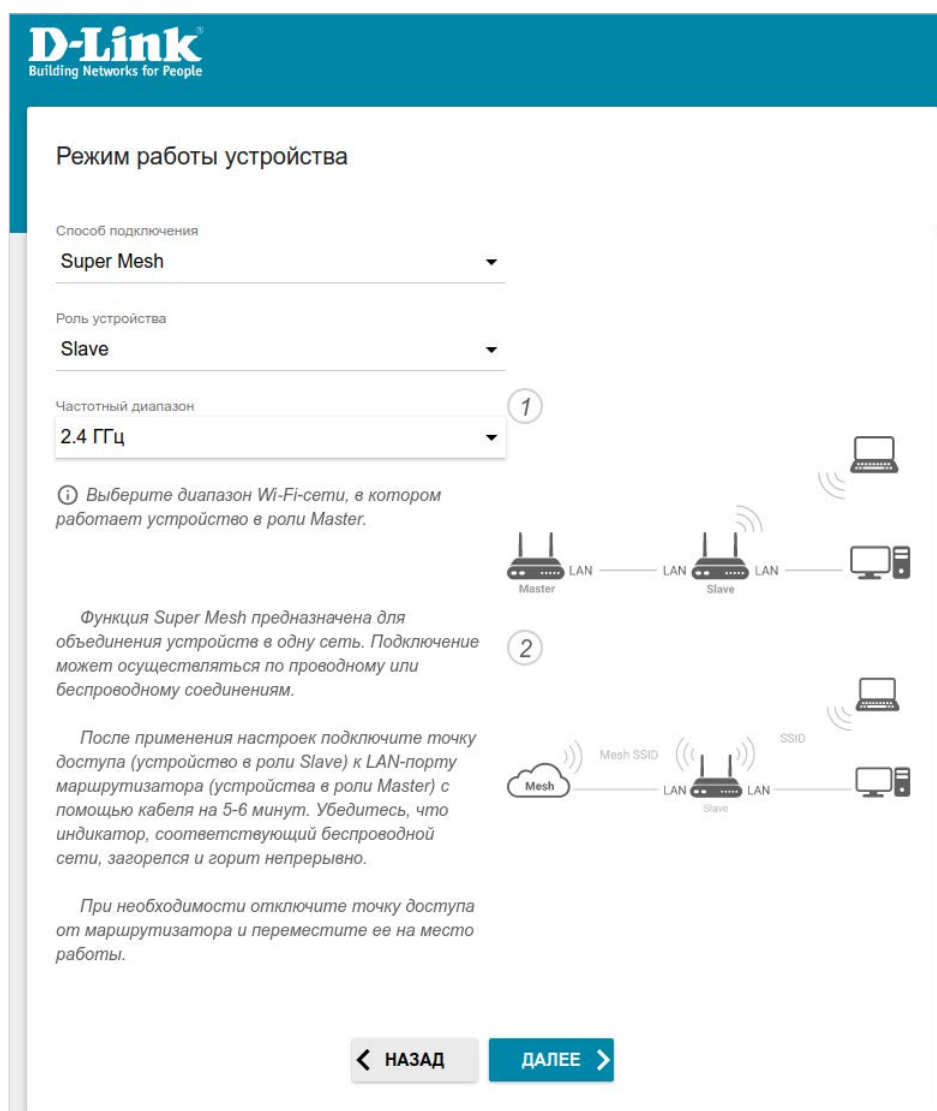 D-Link®
Building Networks for People
Режим работы устройства
Способ подключения
Super Mesh
Роль устройства
Slave
Частотный диапазон
2.4 ГГц
Выберите диапазон Wi-Fi-сети, в котором
работает устройство в роли Master.
Функция Super Mesh предназначена для
объединения устройств в одну сеть. Подключение
может осуществляться по проводному или
беспроводному соединениям.
После применения настроек подключите точку
доступа (устройство в роли Slave) к LAN-порту
маршрутизатора (устройства в роли Master) с
помощью кабеля на 5-6 минут. Убедитесь, что
индикатор, соответствующий беспроводной
сети, загорелся и горит непрерывно.
При необходимости отключите точку доступа
от маршрутизатора и переместите ее на место
работы.
1
LAN
LAN
LAN
Master
Slave
2
Mesh SSID
SSID
Mesh
LAN
LAN
Slave
НАЗАД
ДАЛЕЕ